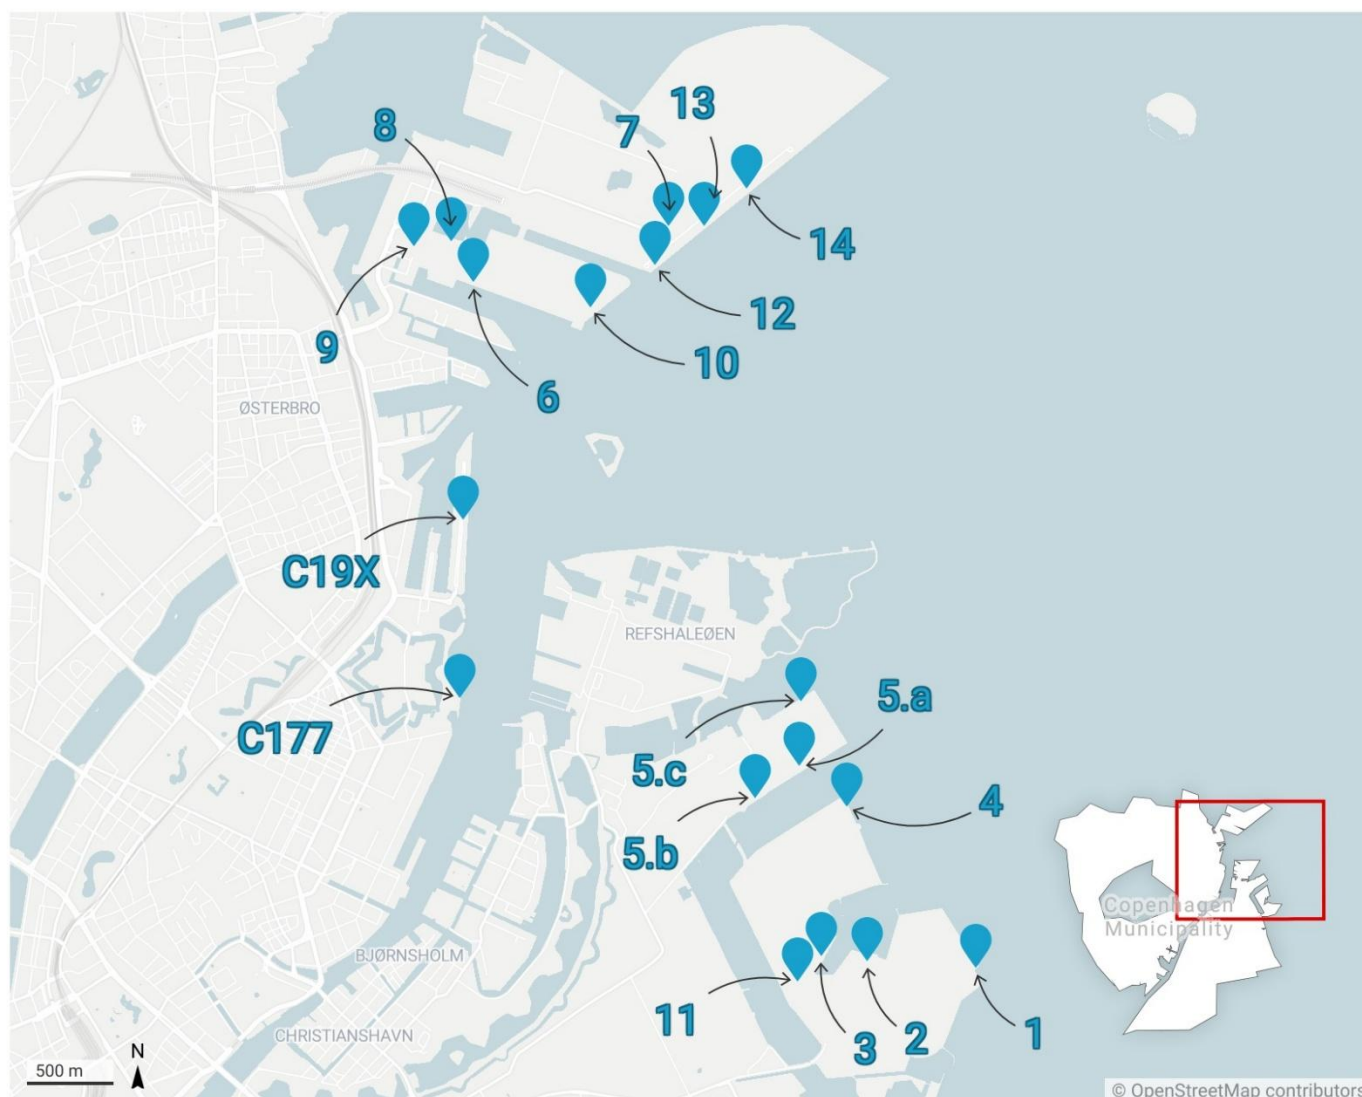 13
8
7
14
12
9
10
6
ØSTERBRO
C19X
REFSHALEØEN
5.a
C177
5.c
4
5.b
Copenhagen
Municipality
BJØRNSHOLM
11
3
2
1
CHRISTIANSHAVN
N
500 m
© OpenStreetMap contributors